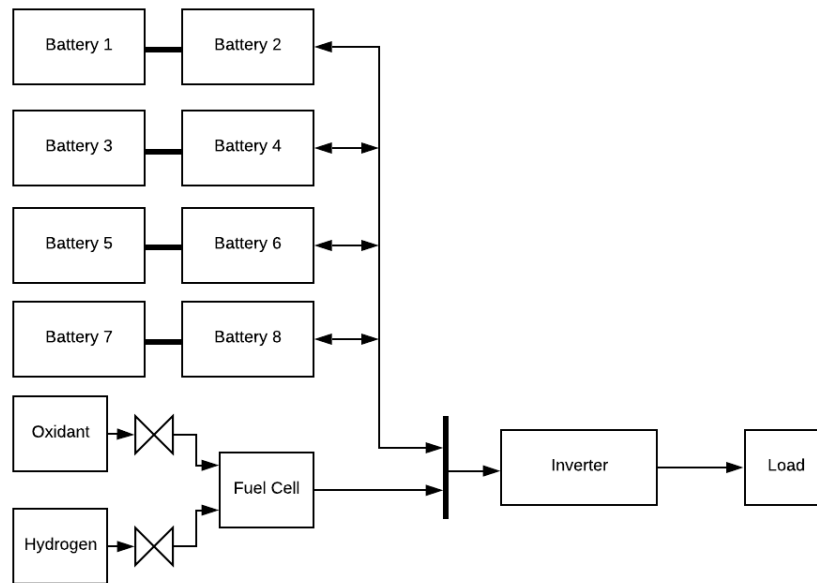 Battery 1
Battery 2
Battery 3
Battery 4
Battery 5
Battery 6
Battery 7
Battery 8
Oxidant
Fuel Cell
Hydrogen
Inverter
Load